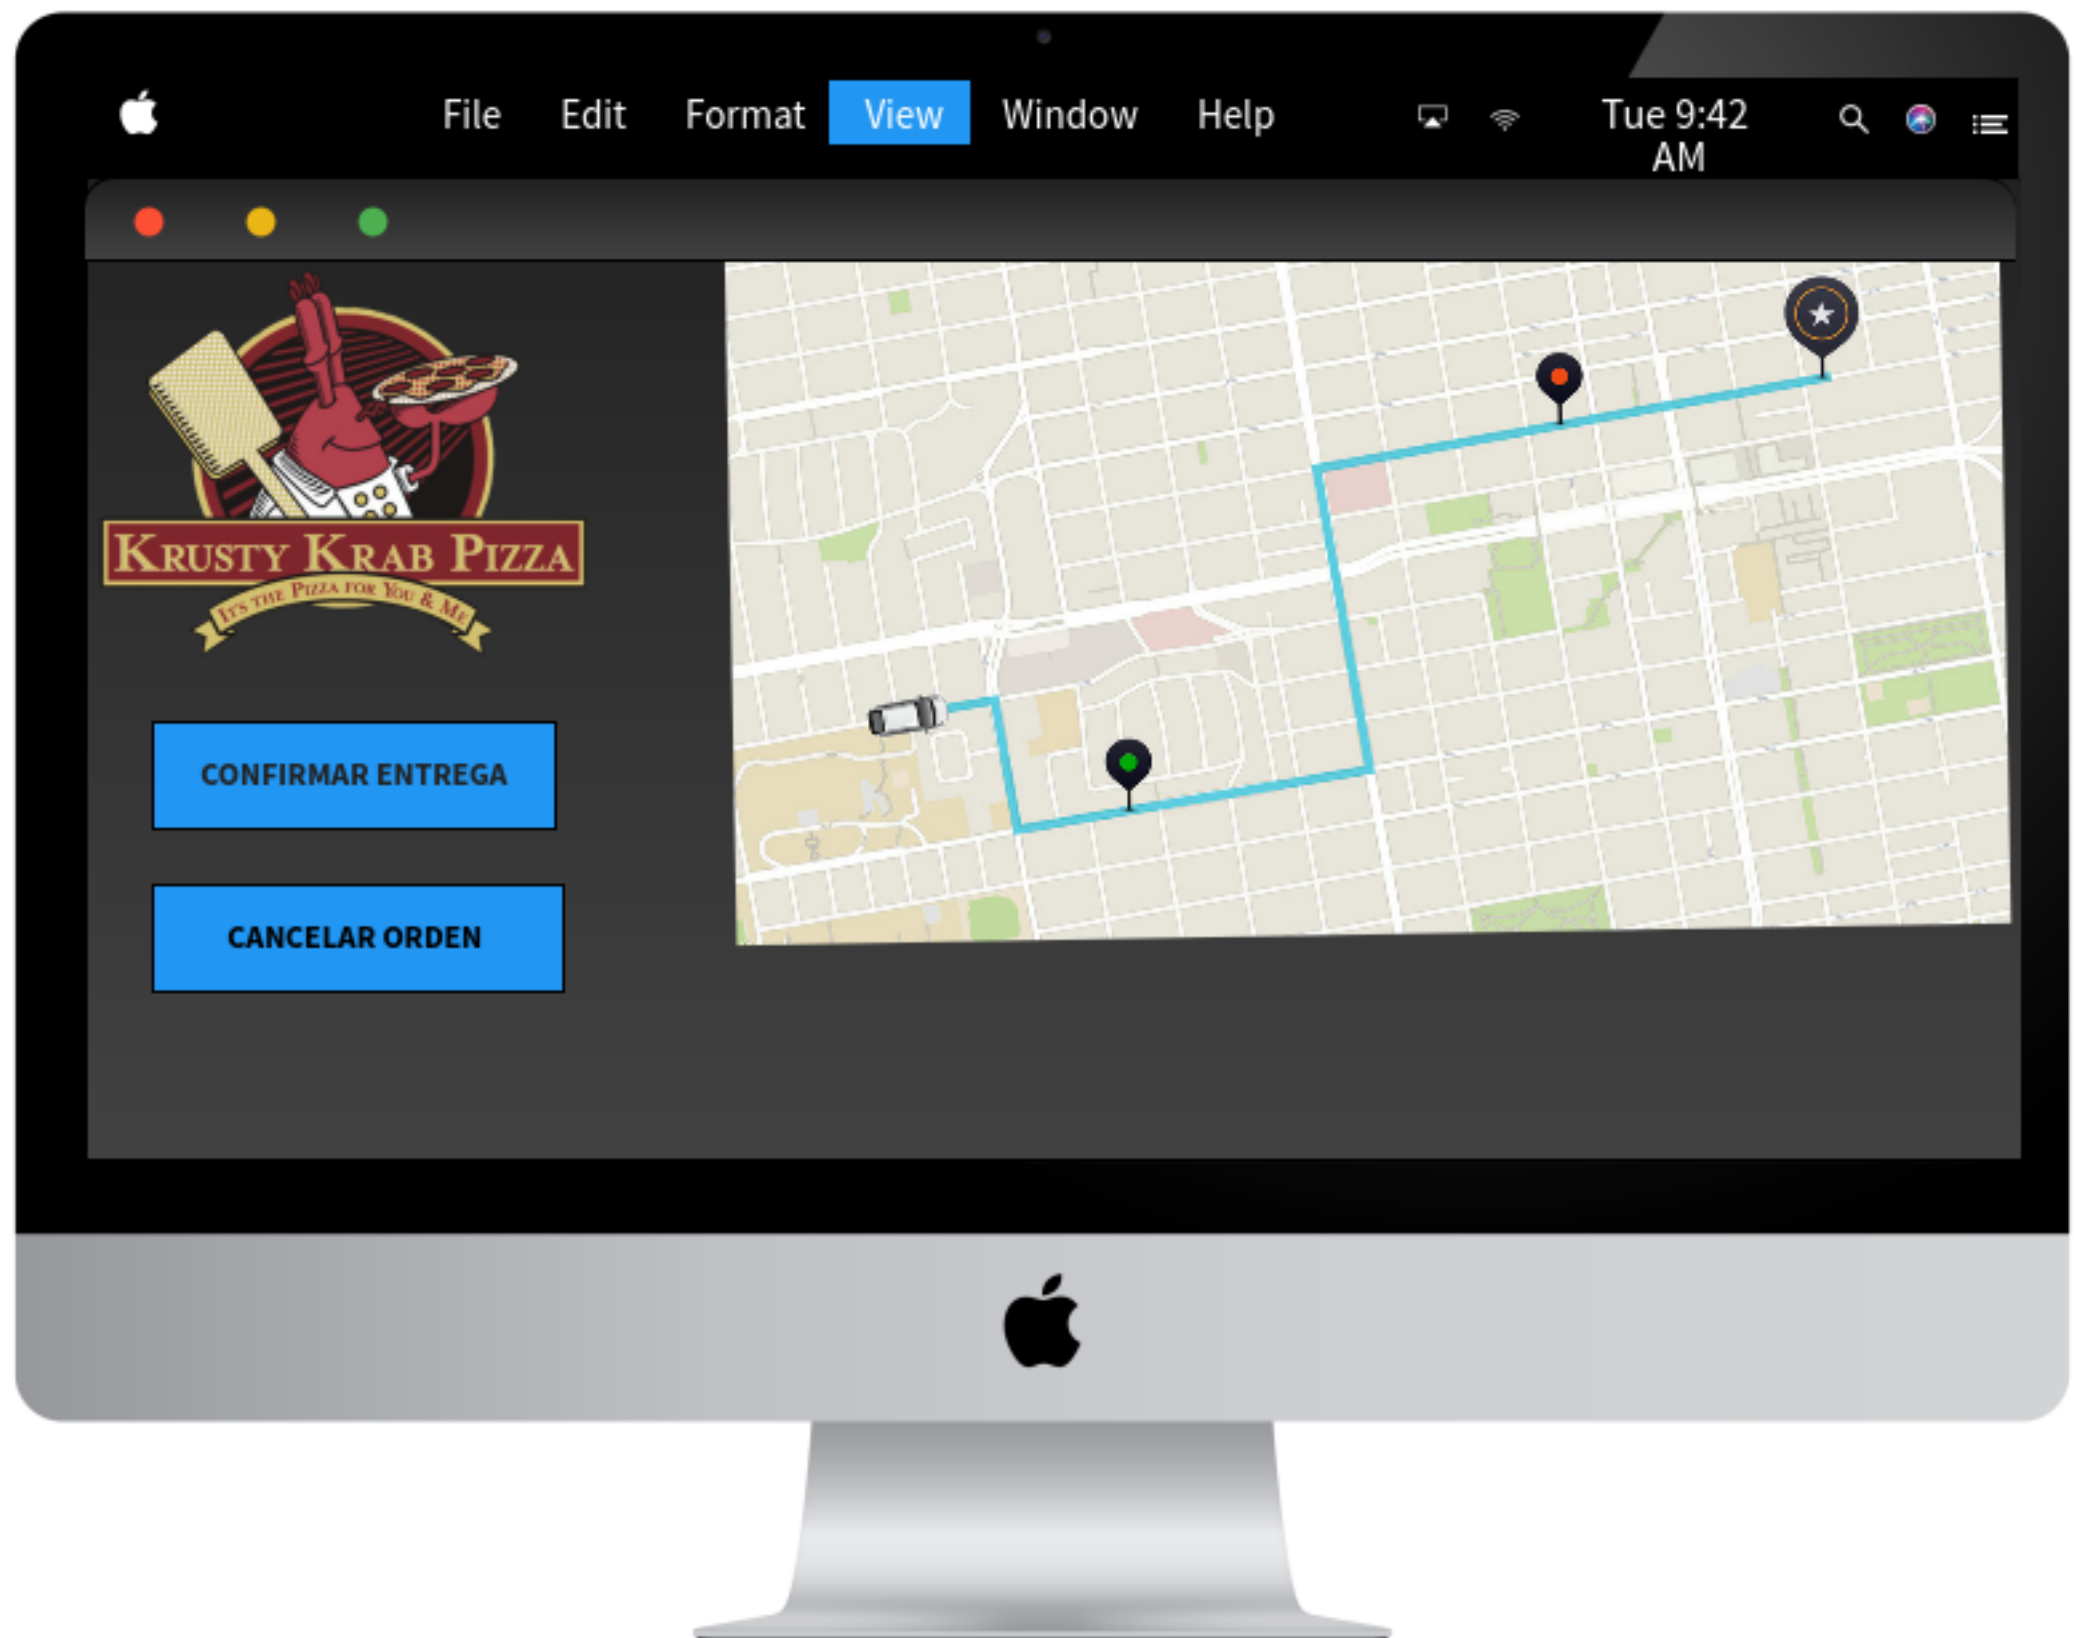 File Edit Format View Window Help Tue 9:42
AM
KRUSTY KRAB PIZZA
IT'S THE PIZZA FOR YOU & ME
CONFIRMAR ENTREGA
CANCELAR ORDEN